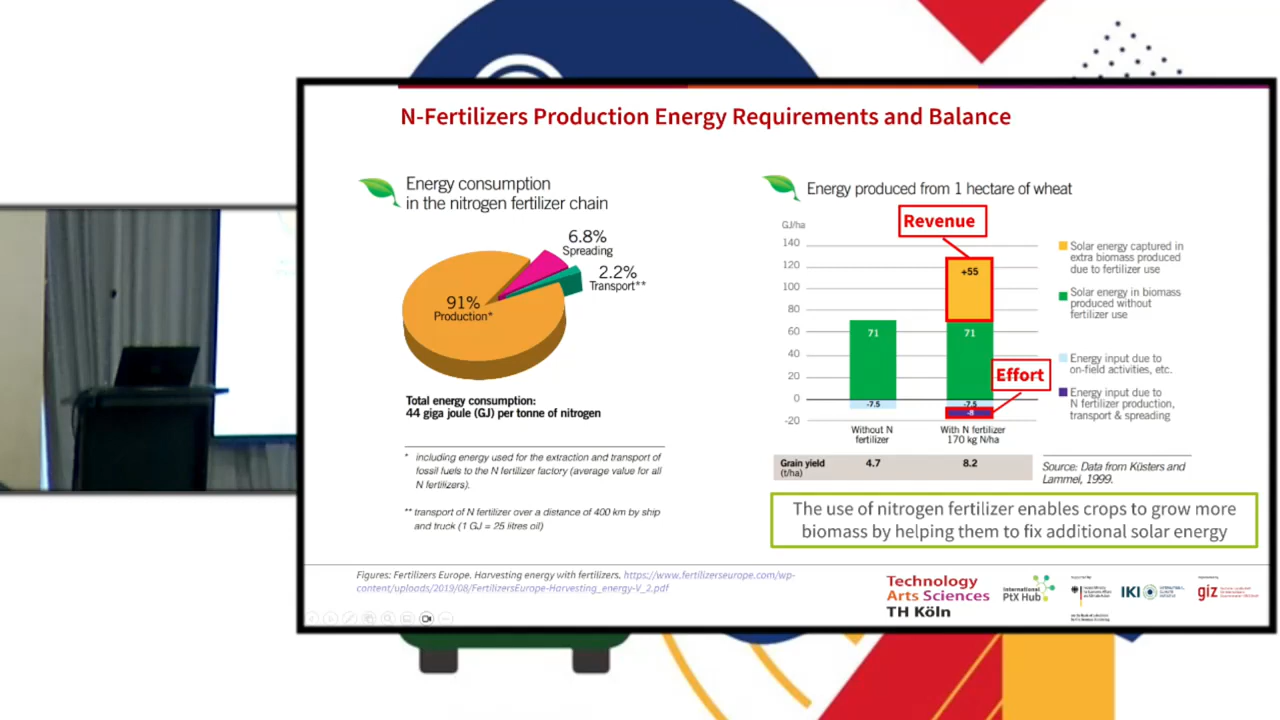 N-Fertilizers Production Energy Requirements and Balance
Energy consumption
in the nitrogen fertilizer chain
6.8%
Spreading
2.2%
Transport**
91%
Production*
Total energy consumption:
44 giga joule (GJ) per tonne of nitrogen
* including energy used for the extraction and transport of
fossil fuels to the N fertilizer factory (average value for all
N fertilizers).
** transport of N fertilizer over a distance of 400 km by ship
and truck (1 GJ = 25 litres oil)
Energy produced from 1 hectare of wheat
GJ/ha
Revenue
140
120
100
80
60
40
20
0
-20
+55
71
71
Effort
-7.5
-7.5
-8
Without N
fertilizer
With N fertilizer
170 kg N/ha
Solar energy captured in
extra biomass produced
due to fertilizer use
Solar energy in biomass
produced without
fertilizer use
Energy input due to
on-field activities, etc.
Energy input due to
N fertilizer production,
transport & spreading
Grain yield
(t/ha)
4.7
8.2
Source: Data from Küsters and
Lammel, 1999.
The use of nitrogen fertilizer enables crops to grow more
biomass by helping them to fix additional solar energy
Figures: Fertilizers Europe. Harvesting energy with fertilizers, https://www.fertilizerseurope.com/wp-
content/uploads/2019/08/FertilizersEurope-Harvesting_energy-V_2.pdf
Technology
Arts Sciences
TH Köln
International
PtX Hub
IKI
giz